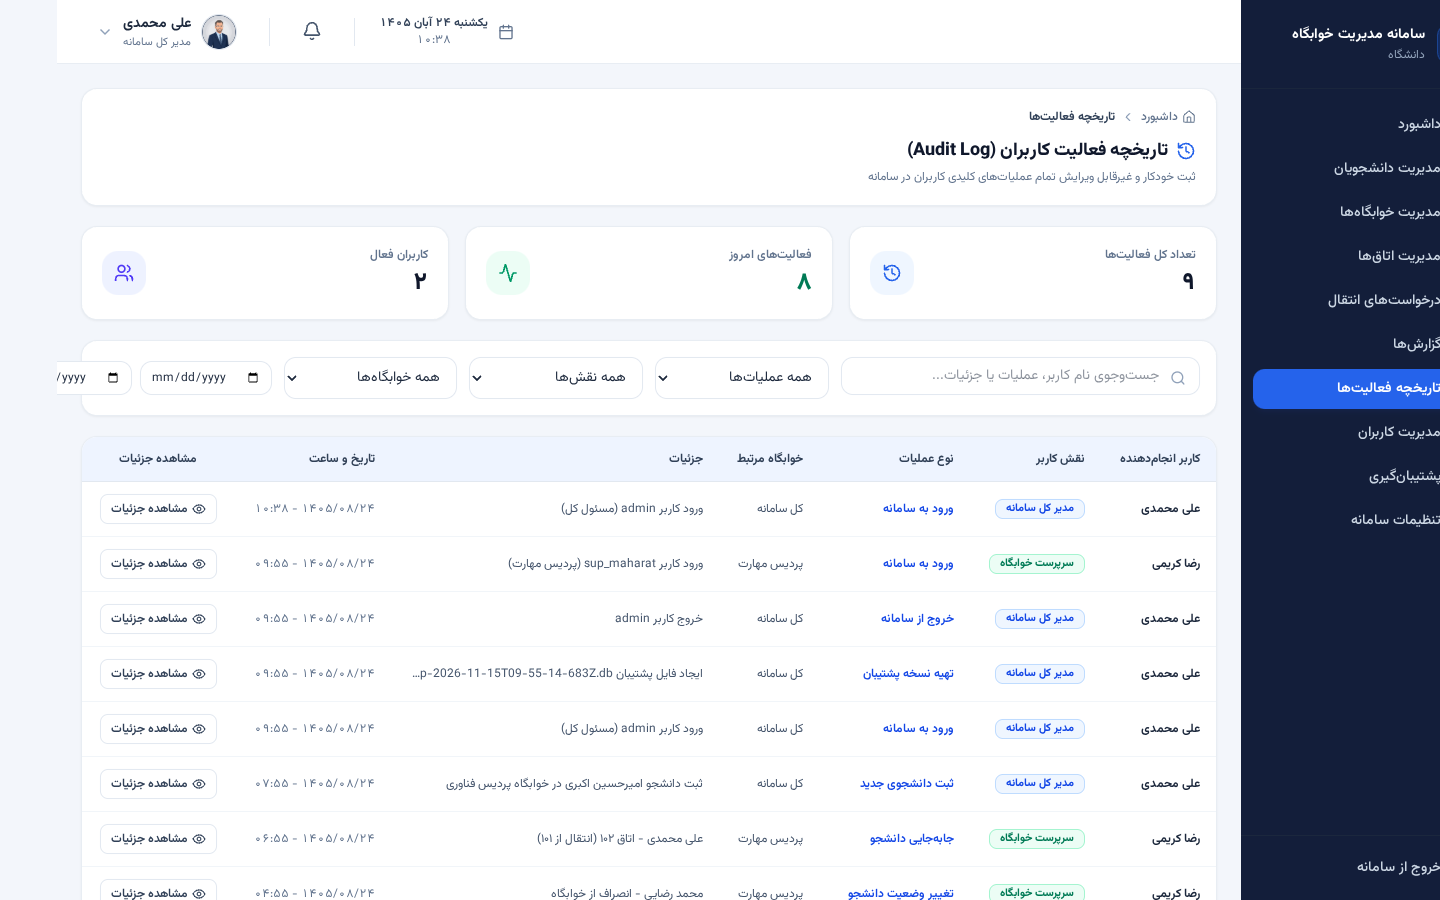 سامانه مدیریت خوابگاه
دانشگاه
داشبورد
مدیریت دانشجویان
مدیریت خوابگاه‌ها
مدیریت اتاق‌ها
درخواست‌های انتقال
گزارش‌ها
تاریخچه فعالیت‌ها
مدیریت کاربران
پشتیبان‌گیری
تنظیمات سامانه
خروج از سامانه
یکشنبه ۲۴ آبان ۱۴۰۵
۱۰:۳۸
علی محمدی
مدیر کل سامانه
داشبورد تاریخچه فعالیت‌ها
تاریخچه فعالیت کاربران (Audit Log)
ثبت خودکار و غیرقابل ویرایش تمام عملیات‌های کلیدی کاربران در سامانه
تعداد کل فعالیت‌ها
۹
فعالیت‌های امروز
۸
کاربران فعال
۲
جست‌وجوی نام کاربر، عملیات یا جزئیات... همه عملیات‌ها همه نقش‌ها همه خوابگاه‌ها mm/dd/yyyy /yyyy
کاربر انجام‌دهنده نقش کاربر نوع عملیات خوابگاه مرتبط جزئیات تاریخ و ساعت مشاهده جزئیات
علی محمدی مدیر کل سامانه ورود به سامانه کل سامانه ورود کاربر admin (مسئول کل) ۱۴۰۵/۰۸/۲۴ - ۱۰:۳۸ مشاهده جزئیات
رضا کریمی سرپرست خوابگاه ورود به سامانه پردیس مهارت ورود کاربر sup_maharat (پردیس مهارت) ۱۴۰۵/۰۸/۲۴ - ۰۹:۵۵ مشاهده جزئیات
علی محمدی مدیر کل سامانه خروج از سامانه کل سامانه خروج کاربر admin ۱۴۰۵/۰۸/۲۴ - ۰۹:۵۵ مشاهده جزئیات
علی محمدی مدیر کل سامانه تهیه نسخه پشتیبان کل سامانه ایجاد فایل پشتیبان p-2026-11-15T09-55-14-683Z.db... ۱۴۰۵/۰۸/۲۴ - ۰۹:۵۵ مشاهده جزئیات
علی محمدی مدیر کل سامانه ورود به سامانه کل سامانه ورود کاربر admin (مسئول کل) ۱۴۰۵/۰۸/۲۴ - ۰۹:۵۵ مشاهده جزئیات
علی محمدی مدیر کل سامانه ثبت دانشجوی جدید کل سامانه ثبت دانشجو امیرحسین اکبری در خوابگاه پردیس فناوری ۱۴۰۵/۰۸/۲۴ - ۰۷:۵۵ مشاهده جزئیات
رضا کریمی سرپرست خوابگاه جابه‌جایی دانشجو پردیس مهارت علی محمدی - اتاق ۱۰۲ (انتقال از ۱۰۱) ۱۴۰۵/۰۸/۲۴ - ۰۶:۵۵ مشاهده جزئیات
رضا کریمی سرپرست خوابگاه تغییر وضعیت دانشجو پردیس مهارت محمد رضایی - انصراف از خوابگاه ۱۴۰۵/۰۸/۲۴ - ۰۴:۵۵ مشاهده جزئیات